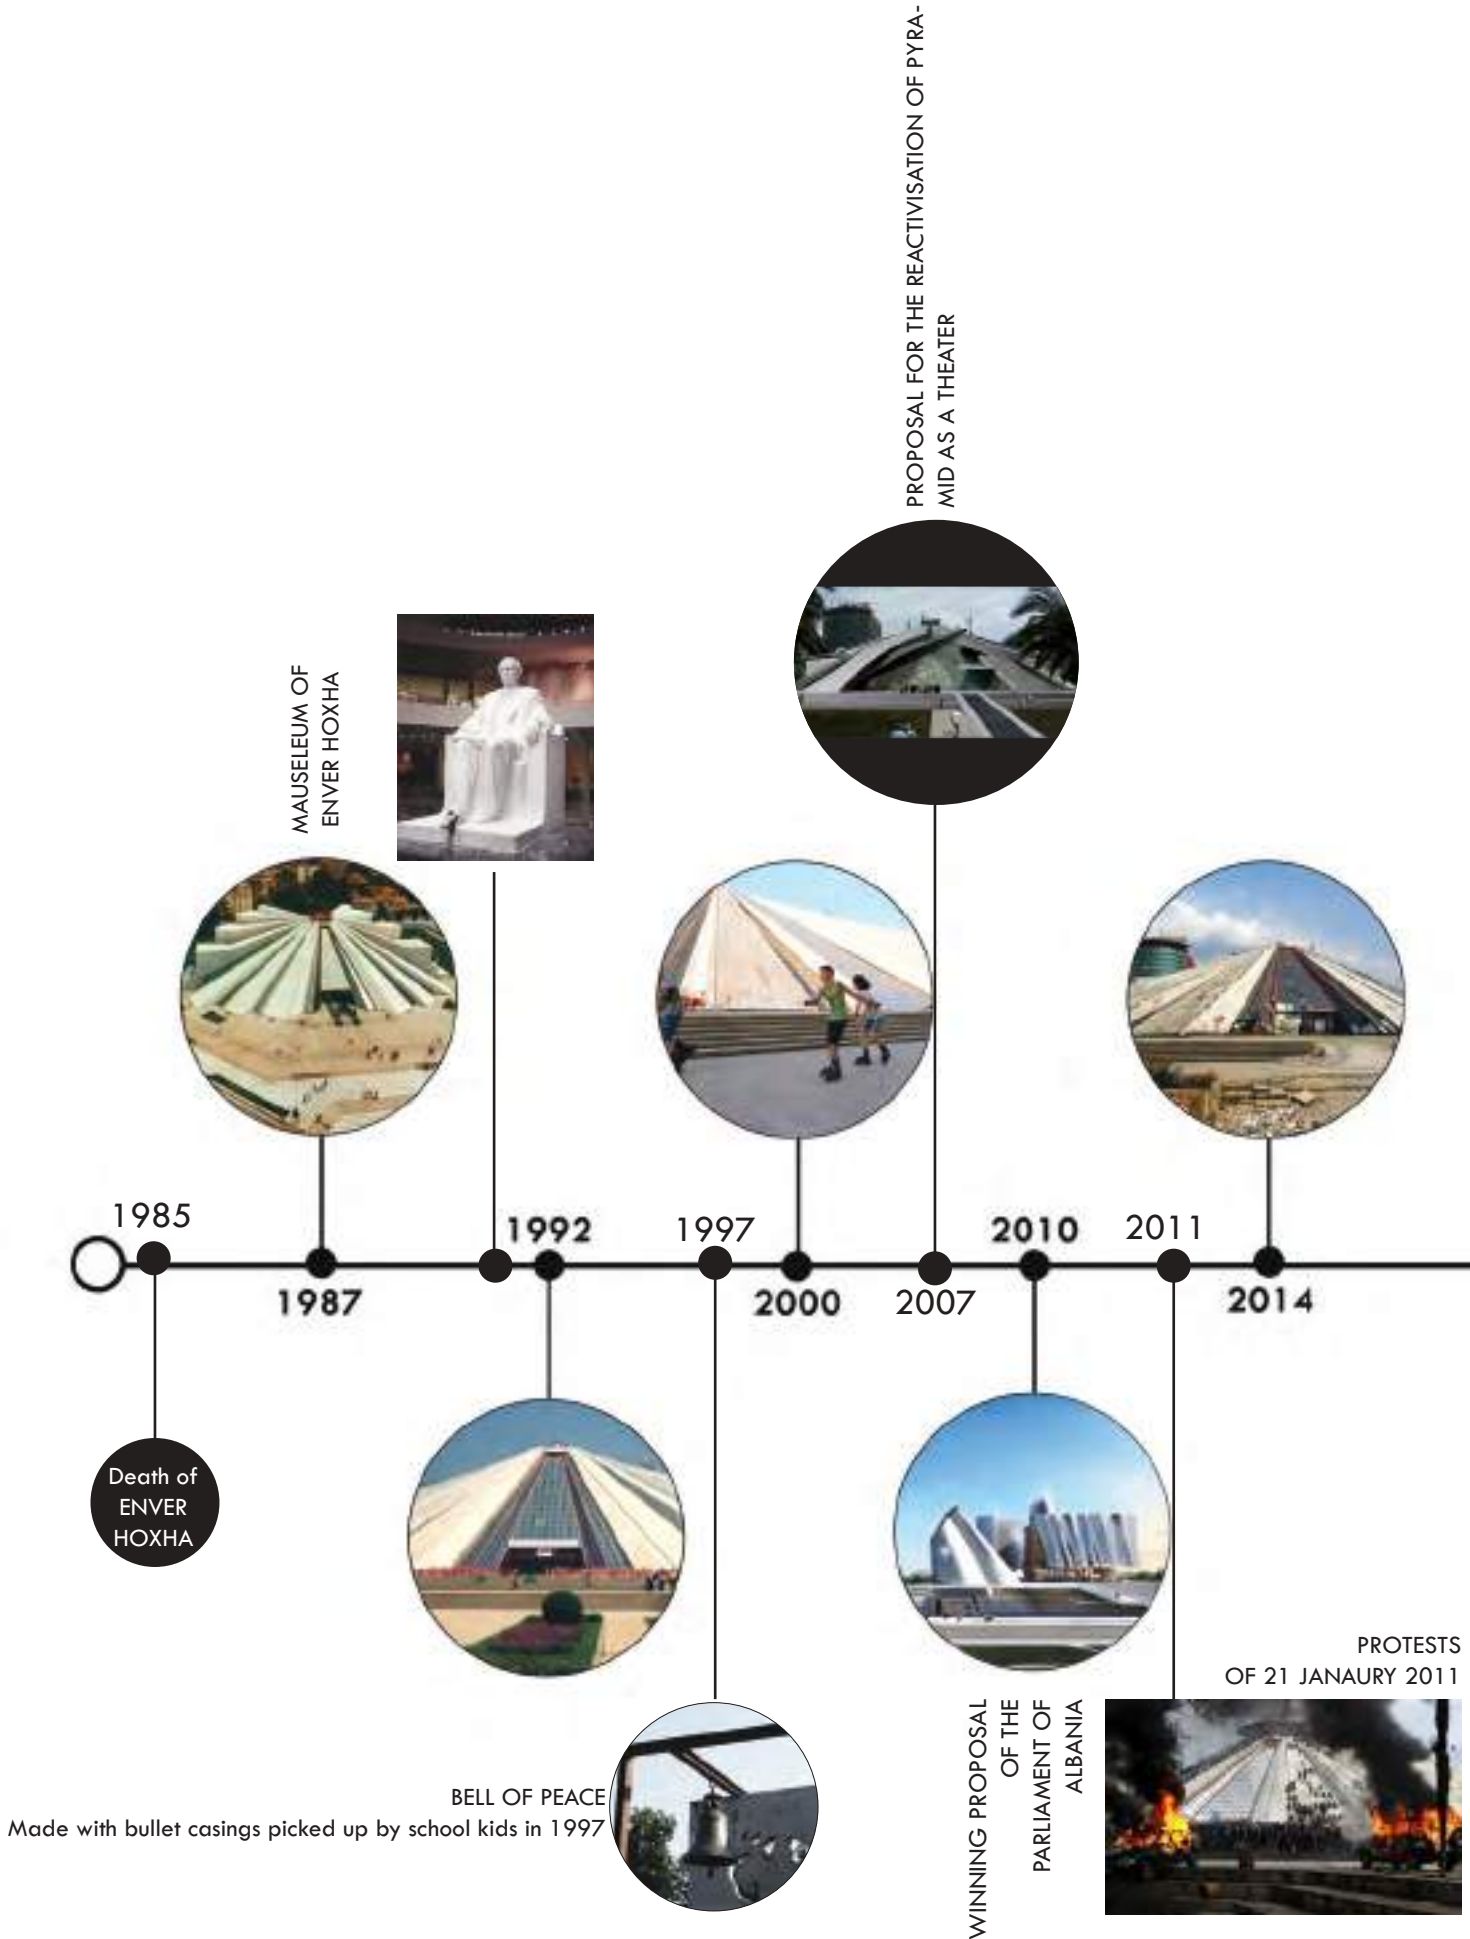 PROPOSAL FOR THE REACTIVISATION OF PYRA-
MID AS A THEATER
MAUSELEUM OF
ENVER HOXHA
1985
1992
1997
2010
2011
1987
2000
2007
2014
Death of
ENVER
HOXHA
PROTESTS
OF 21 JANAURY 2011
WINNING PROPOSAL
OF THE
PARLIAMENT OF
ALBANIA
BELL OF PEACE
Made with bullet casings picked up by school kids in 1997